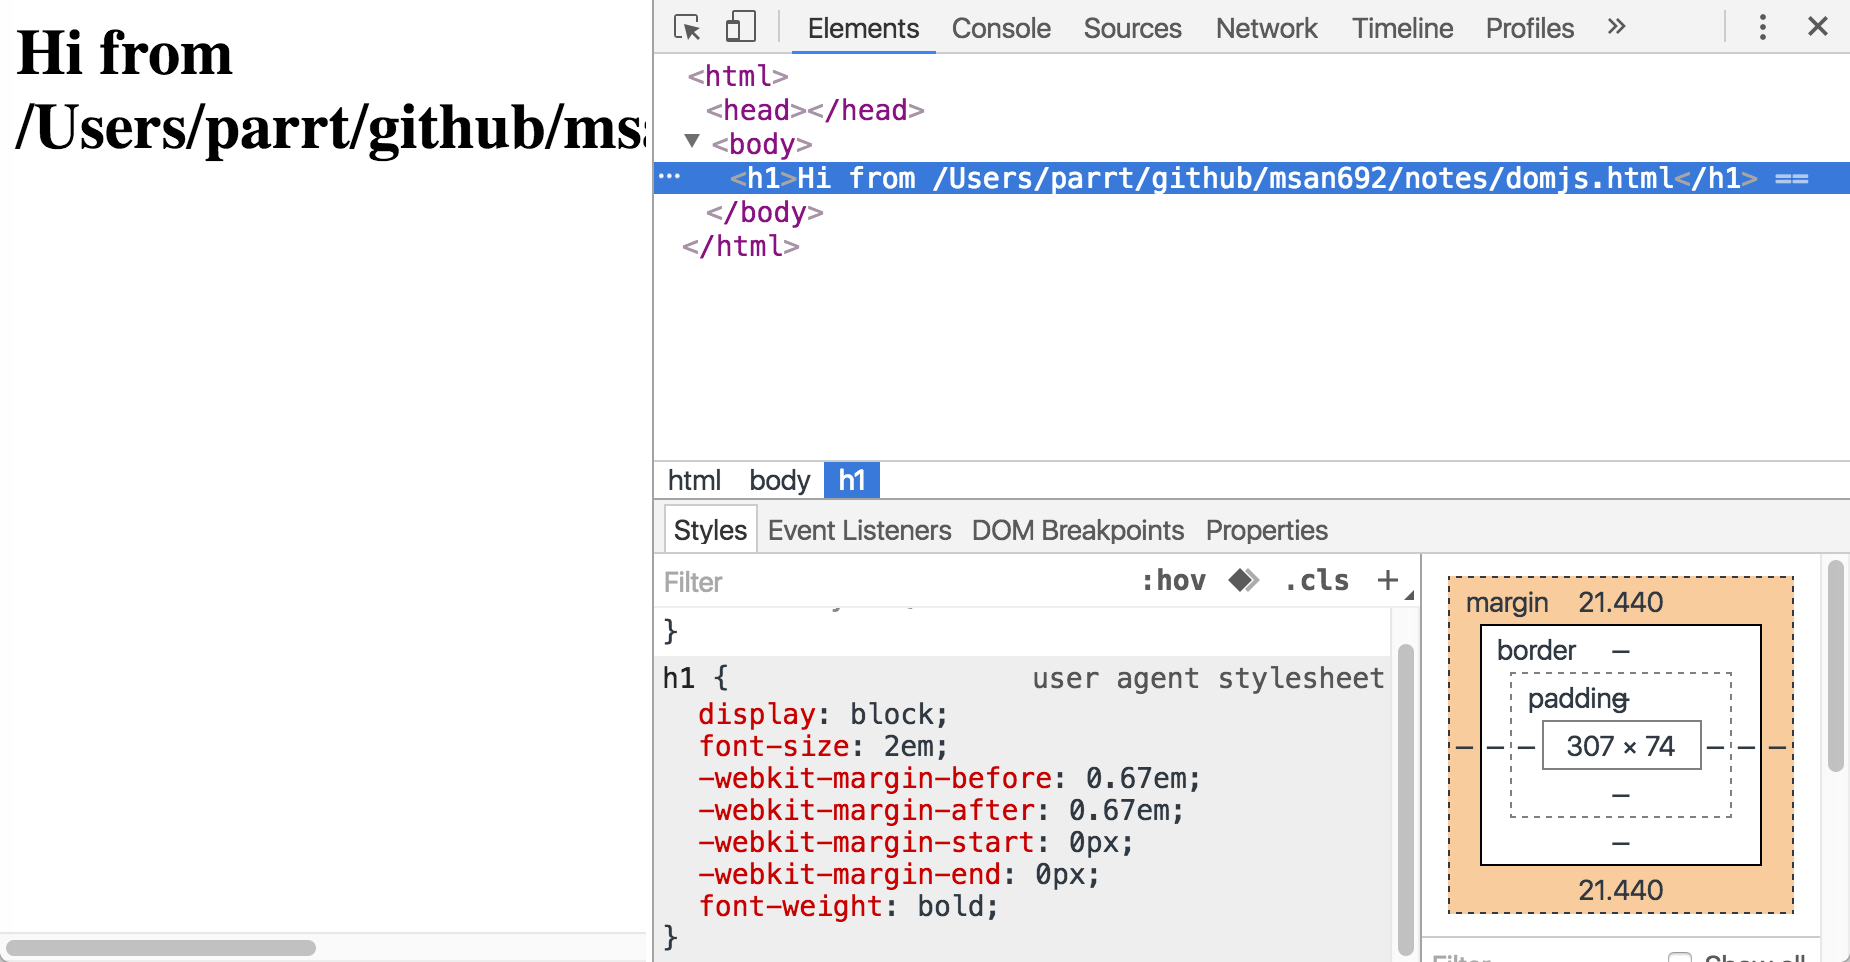 Hi from
/Users/parrt/github/msa
Elements Console Sources Network Timeline Profiles »
<html>
<head></head>
▼ <body>
··· <h1>Hi from /Users/parrt/github/msan692/notes/domjs.html</h1> ==
</body>
</html>
html body h1
Styles Event Listeners DOM Breakpoints Properties
Filter :hov .cls +
}
h1 { user agent stylesheet
display: block;
font-size: 2em;
-webkit-margin-before: 0.67em;
-webkit-margin-after: 0.67em;
-webkit-margin-start: 0px;
-webkit-margin-end: 0px;
font-weight: bold;
}
margin 21.440
border –
padding –
– – – 307 × 74 – – –
–
–
21.440
Filter Show all